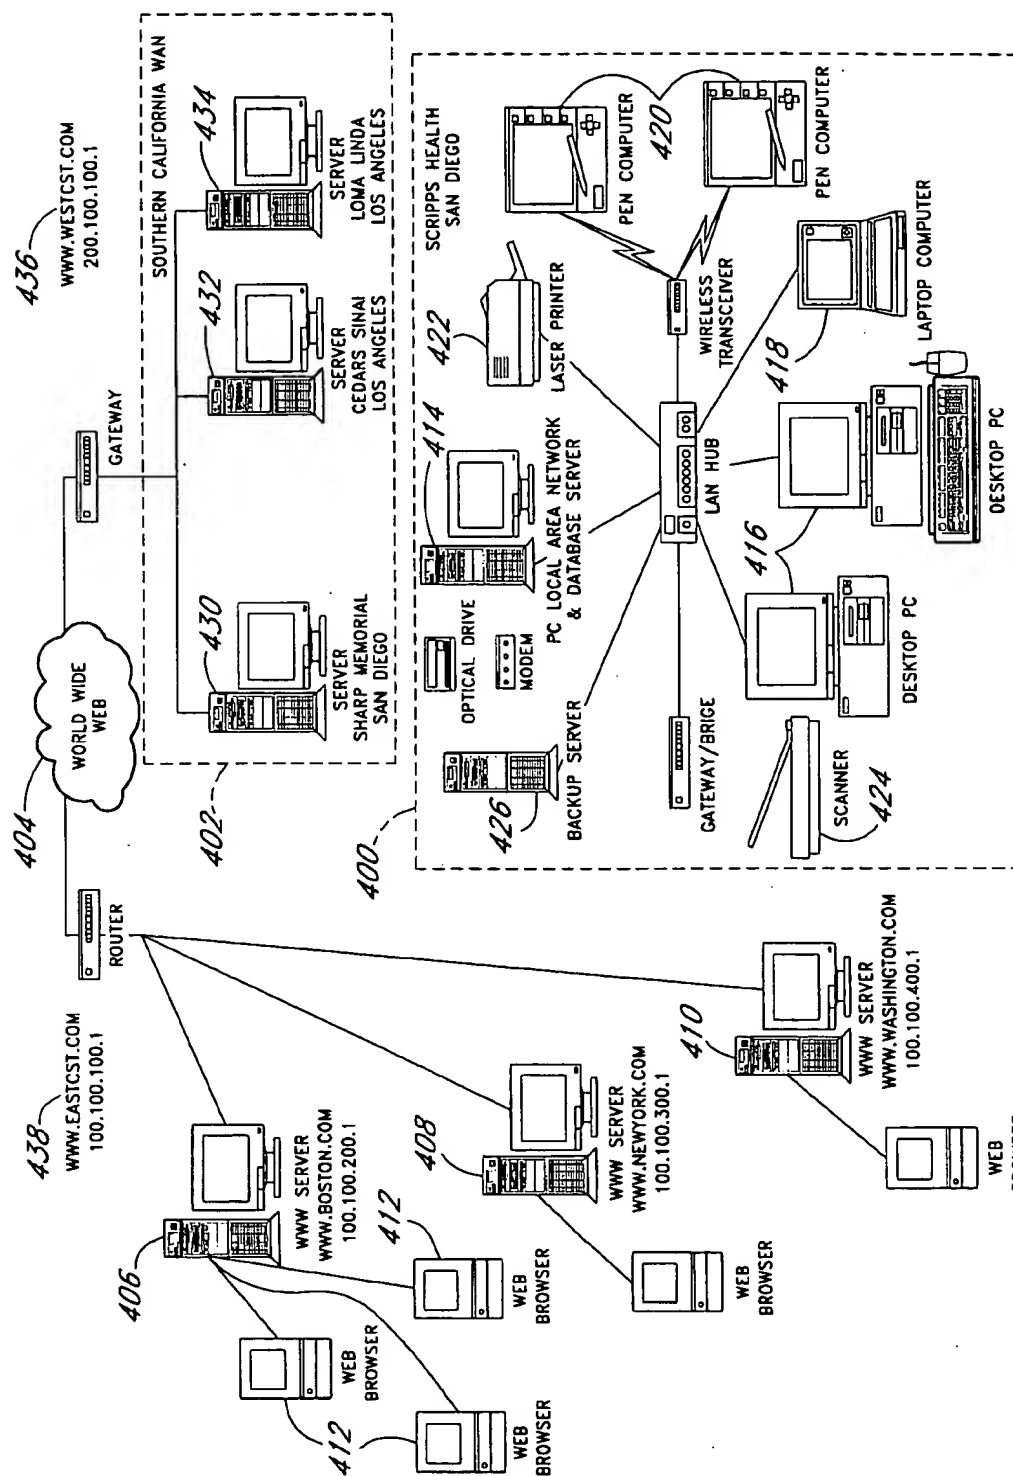 438
WWW.EASTCST.COM
100.100.100.1
ROUTER
404
WORLD WIDE
WEB
GATEWAY
436
WWW.WESTCST.COM
200.100.100.1
402
SOUTHERN CALIFORNIA WAN
430
SERVER
SHARP MEMORIAL
SAN DIEGO
432
SERVER
CEDARS SINAI
LOS ANGELES
434
SERVER
LOMA LINDA
LOS ANGELES
406
WWW SERVER
WWW.BOSTON.COM
100.100.200.1
412
WEB
BROWSER
WEB
BROWSER
412
WEB
BROWSER
408
WWW SERVER
WWW.NEWYORK.COM
100.100.300.1
WEB
BROWSER
410
WWW SERVER
WWW.WASHINGTON.COM
100.100.400.1
WEB
400
SCRIPPS HEALTH
SAN DIEGO
426
BACKUP SERVER
OPTICAL DRIVE
MODEM
414
PC LOCAL AREA NETWORK
& DATABASE SERVER
422
LASER PRINTER
420
PEN COMPUTER
PEN COMPUTER
WIRELESS
TRANSCEIVER
LAN HUB
GATEWAY/BRIGE
SCANNER
424
416
DESKTOP PC
DESKTOP PC
418
LAPTOP COMPUTER